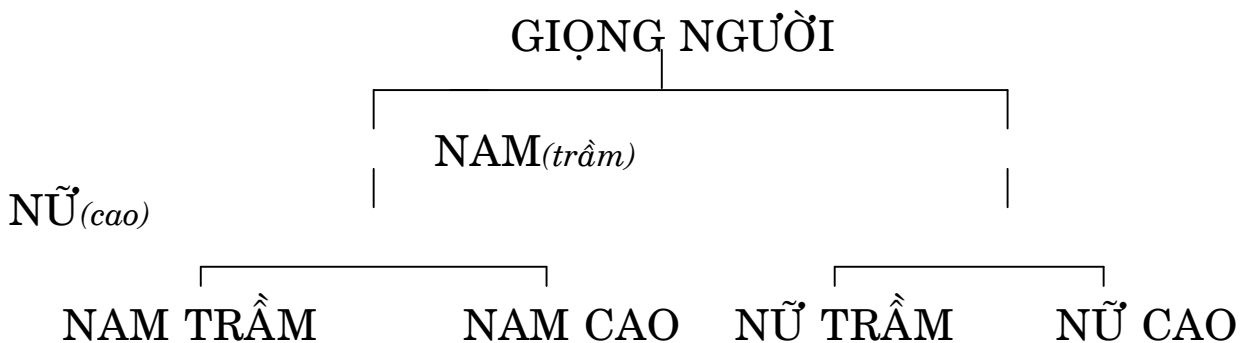 GIỌNG NGƯỜI
NAM(trầm)
NỮ(cao)
NAM TRẦM NAM CAO NỮ TRẦM NỮ CAO